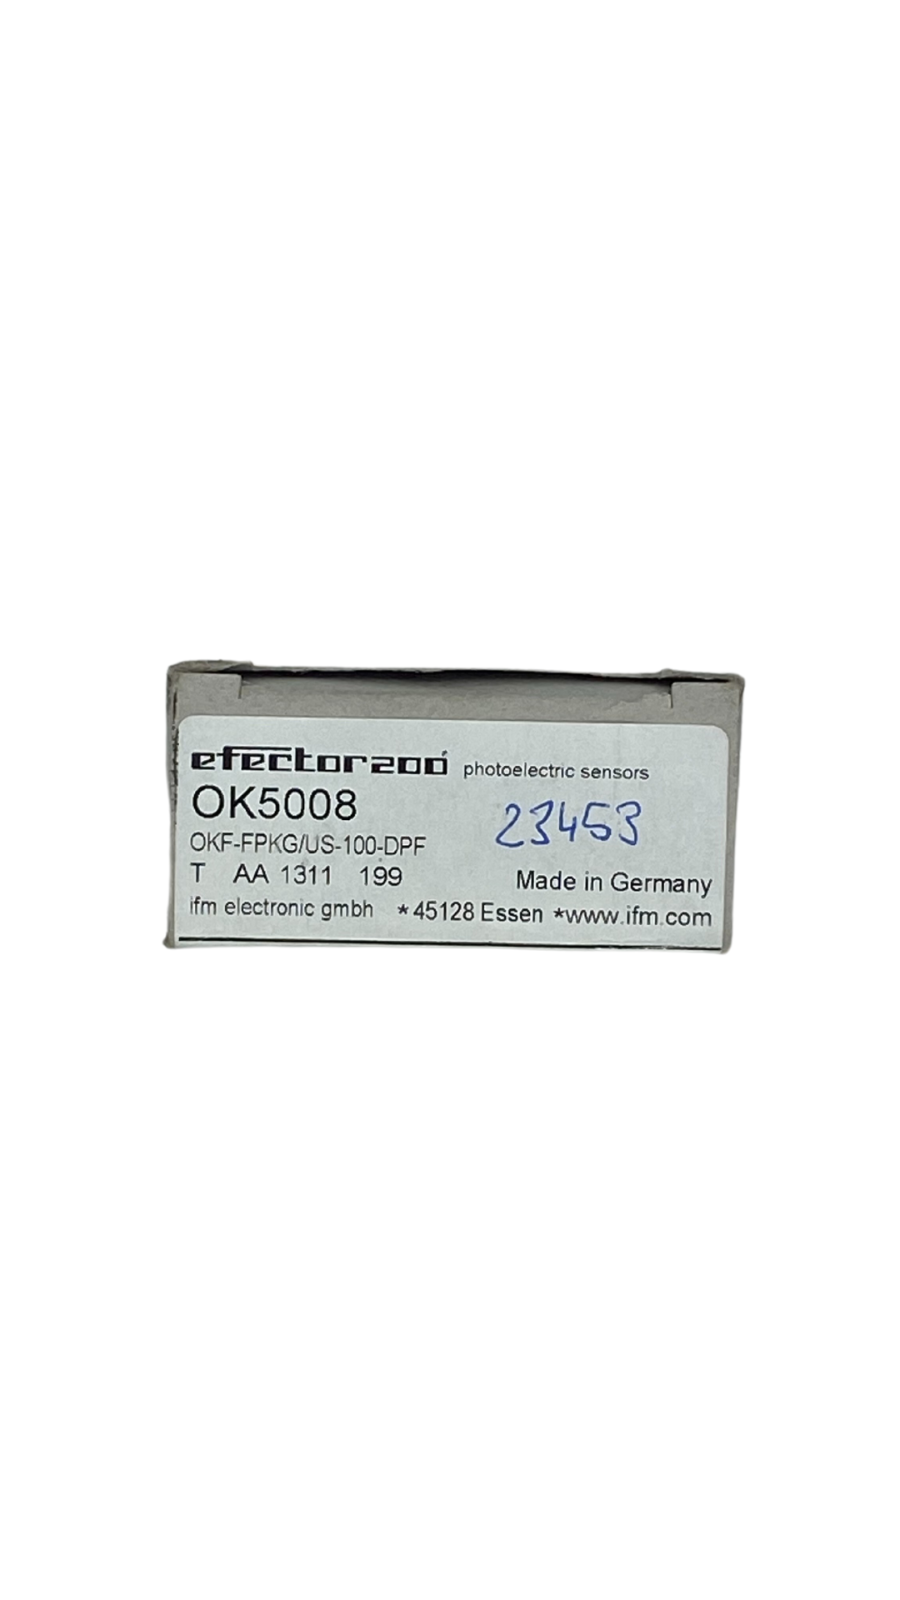 efector200 photoelectric sensors
OK5008
23453
OKF-FPKG/US-100-DPF
T AA 1311 199
Made in Germany
ifm electronic gmbh *45128 Essen *www.ifm.com